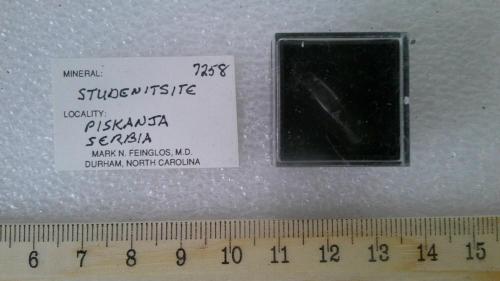 MINERAL: 7258
STUDENITSITE
LOCALITY:
PISKANJA
SERBIA
MARK N. FEINGLOS, M.D.
DURHAM, NORTH CAROLINA
6 7 8 9 10 11 12 13 14 15